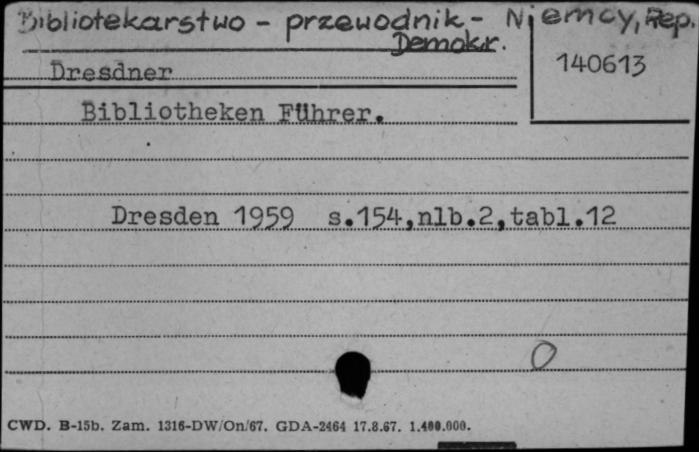 Bibliotekarstwo - przewodnik - Niemcy, Rep.
Demokr.
140613
Dresdner
Bibliotheken Führer.
Dresden 1959 s.154,nlb.2,tabl.12
O
CWD. B-15b. Zam. 1316-DW/On/67. GDA-2464 17.8.67. 1.400.000.